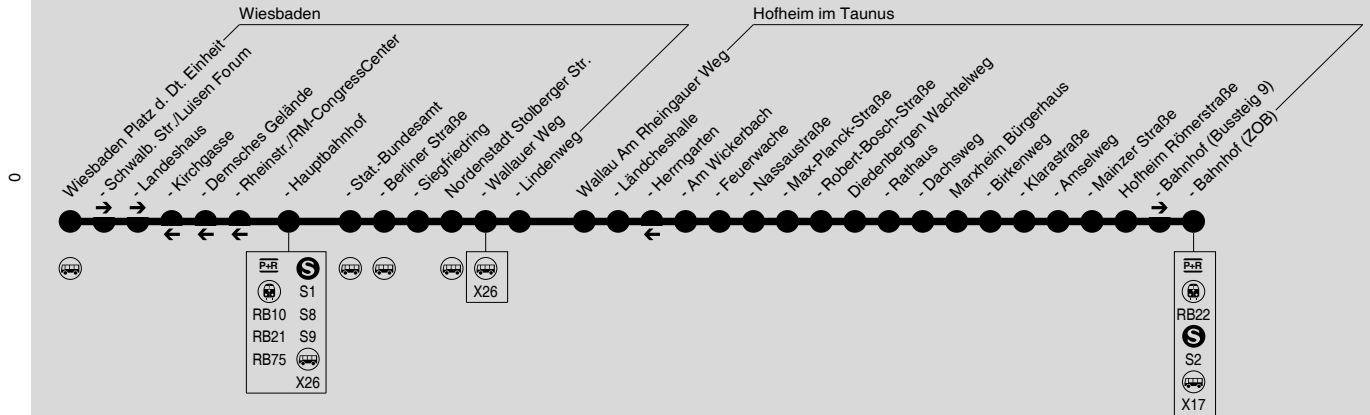 Wiesbaden
Hofheim im Taunus
Wiesbaden Platz d. Dt. Einheit
- Schwalb. Str./Luisen Forum
- Landeshaus
- Kirchgasse
- Dernsches Gelände
- Rheinstr./RM-CongressCenter
- Hauptbahnhof
- Stat.-Bundesamt
- Berliner Straße
- Siegfriedring
Nordenstadt Stolberger Str.
- Wallauer Weg
- Lindenweg
Wallau Am Rheingauer Weg
- Ländcheshalle
- Herrngarten
- Am Wickerbach
- Feuerwache
- Nassaustraße
- Max-Planck-Straße
- Robert-Bosch-Straße
Diedenbergen Wachtelweg
- Rathaus
- Dachsweg
Marxheim Bürgerhaus
- Birkenweg
- Klarastraße
- Amselweg
- Mainzer Straße
Hofheim Römerstraße
- Bahnhof (Bussteig 9)
- Bahnhof (ZOB)
0
P+R S
S1
RB10 S8
RB21 S9
RB75
X26
X26
P+R
RB22
S
S2
X17